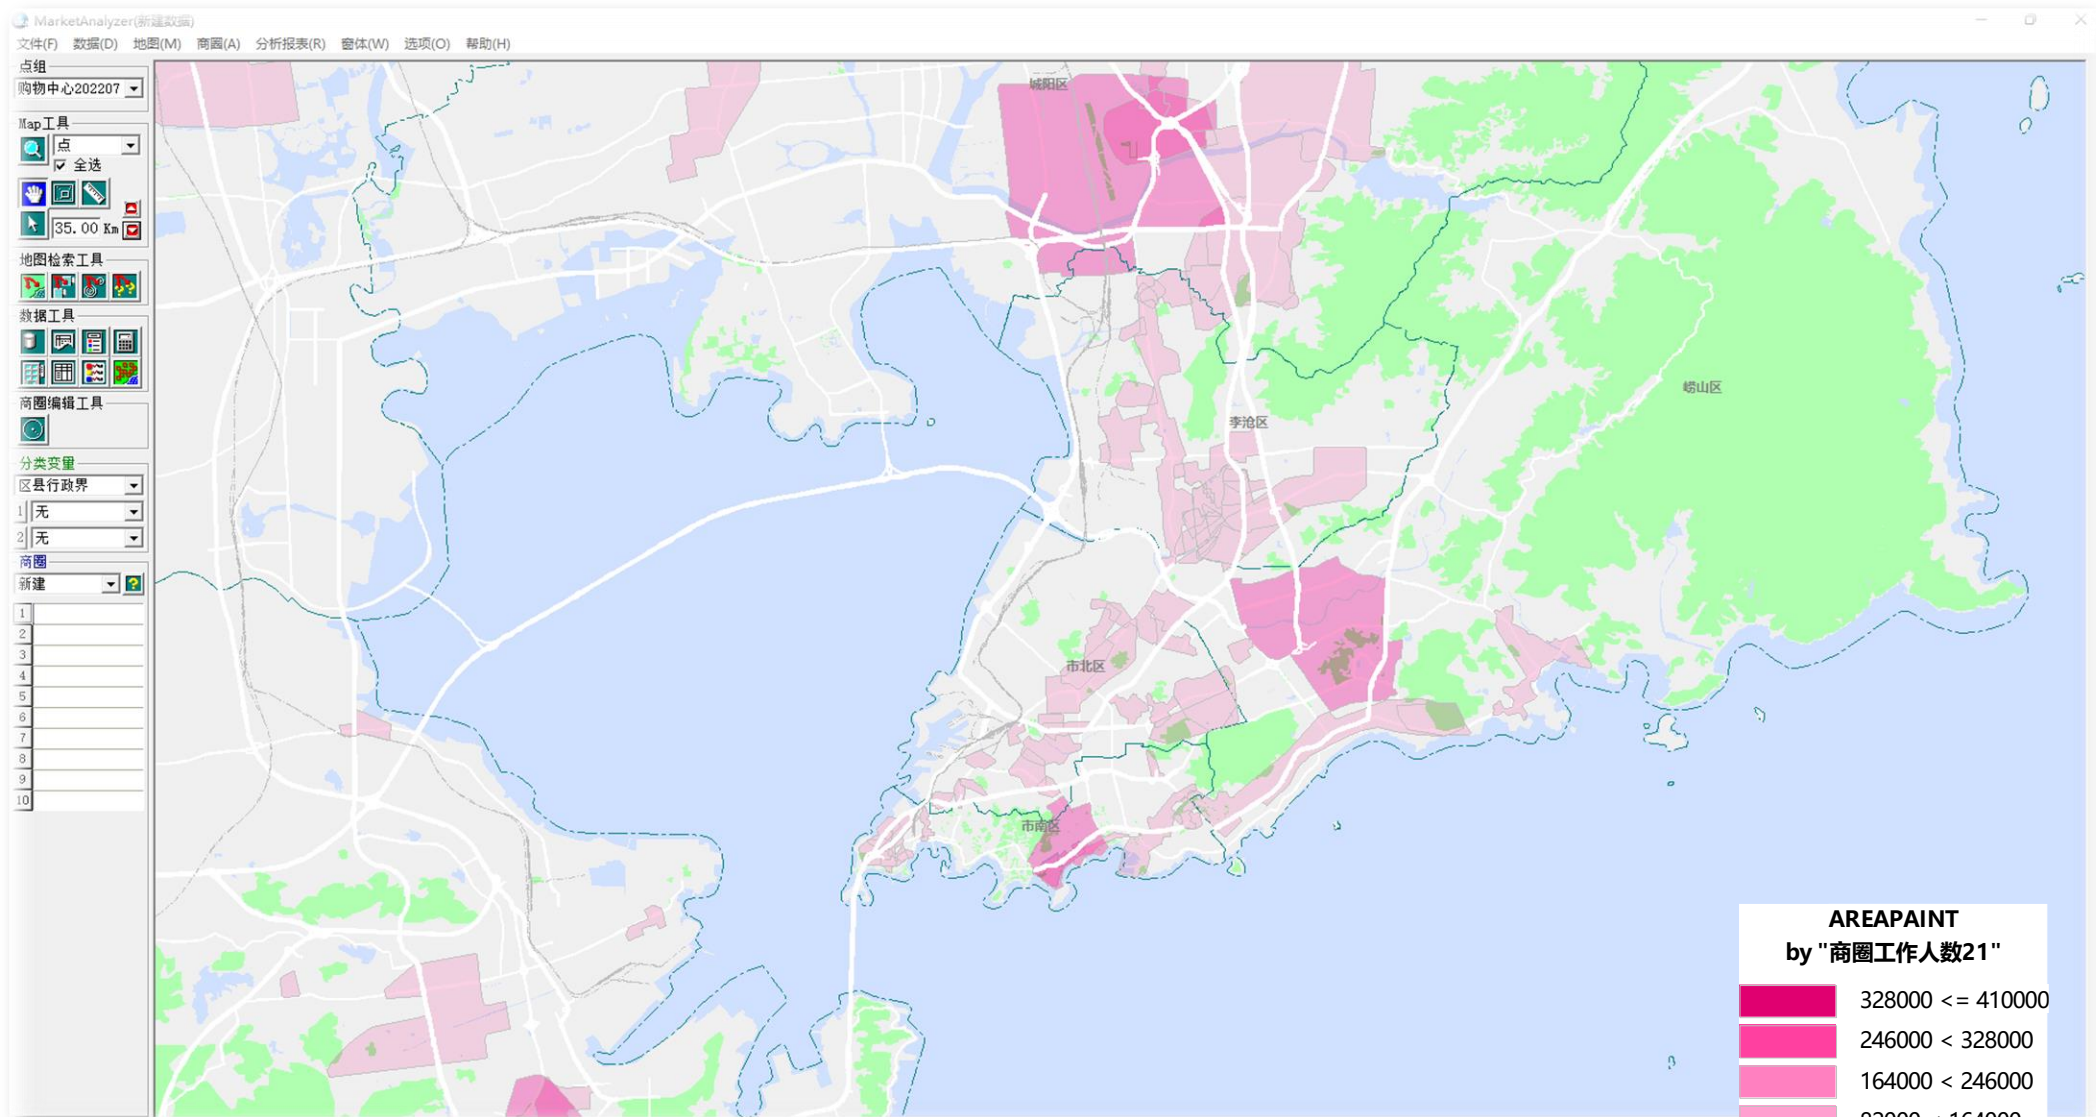 MarketAnalyzer(新建数据)
文件(F) 数据(D) 地图(M) 商圈(A) 分析报表(R) 窗体(W) 选项(O) 帮助(H)
点组
购物中心202207
Map工具
点
全选
35.00 Km
地图检索工具
数据工具
商圈编辑工具
分类变量
区县行政界
1 无
2 无
商圈
新建
1
2
3
4
5
6
7
8
9
10
城阳区
崂山区
李沧区
市北区
市南区
AREAPAINT
by "商圈工作人数21"
328000 <= 410000
246000 < 328000
164000 < 246000
82000 < 164000